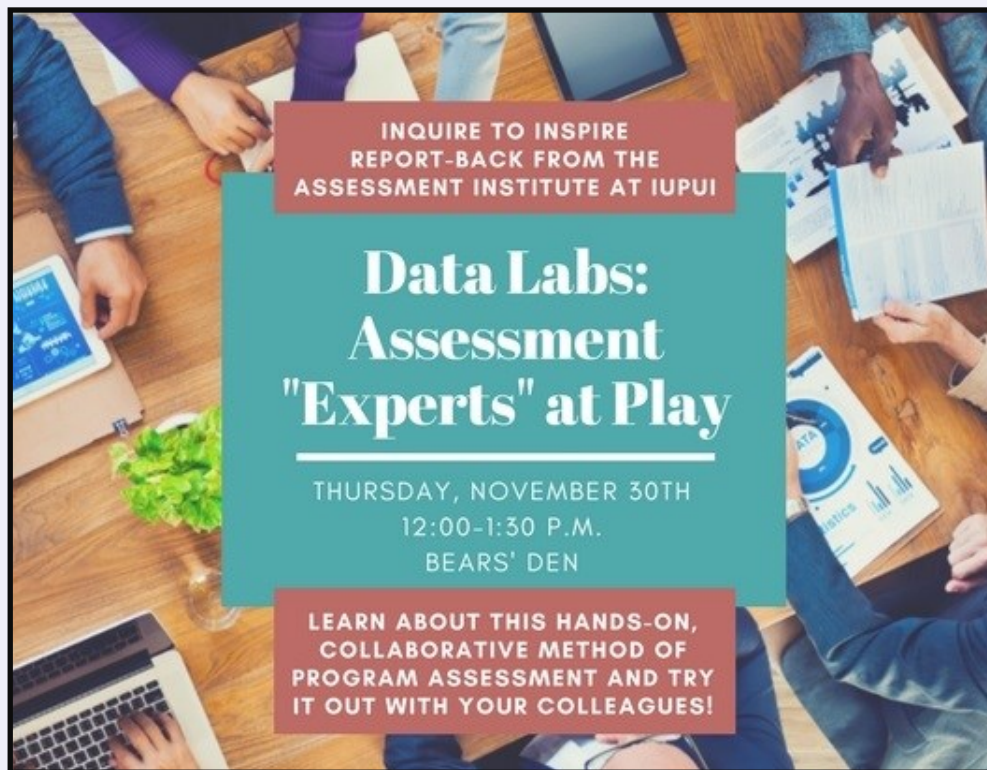 INQUIRE TO INSPIRE
REPORT-BACK FROM THE
ASSESSMENT INSTITUTE AT IUPUI
Data Labs:
Assessment
"Experts" at Play
THURSDAY, NOVEMBER 30TH
12:00-1:30 P.M.
BEARS' DEN
LEARN ABOUT THIS HANDS-ON,
COLLABORATIVE METHOD OF
PROGRAM ASSESSMENT AND TRY
IT OUT WITH YOUR COLLEAGUES!
DATA